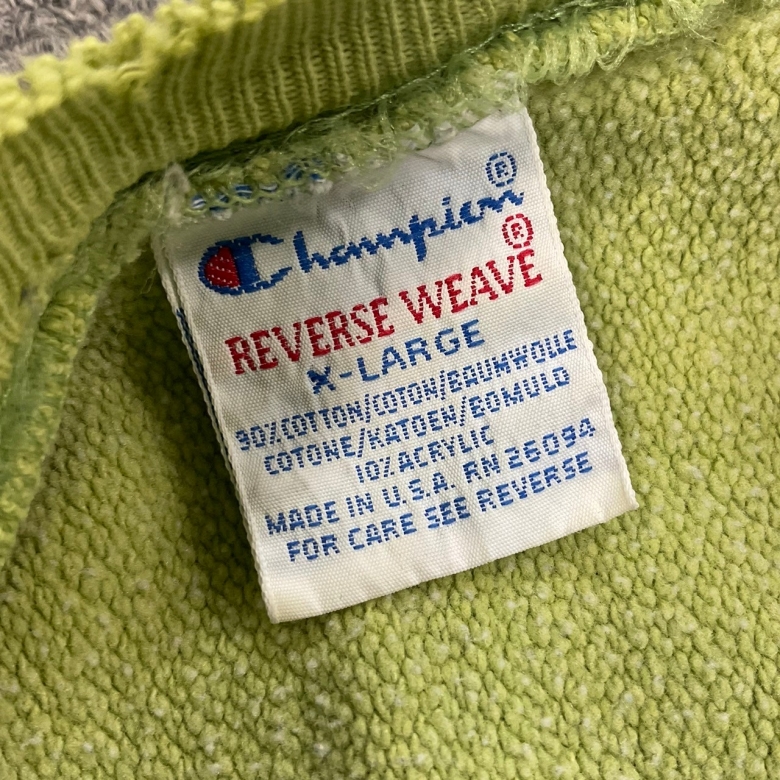 Champion®
REVERSE WEAVE®
X-LARGE
90%COTTON/COTON/BAUMWOLLE
COTONE/KATOEN/BOMULD
10% ACRYLIC
MADE IN U.S.A. RN 26094
FOR CARE SEE REVERSE